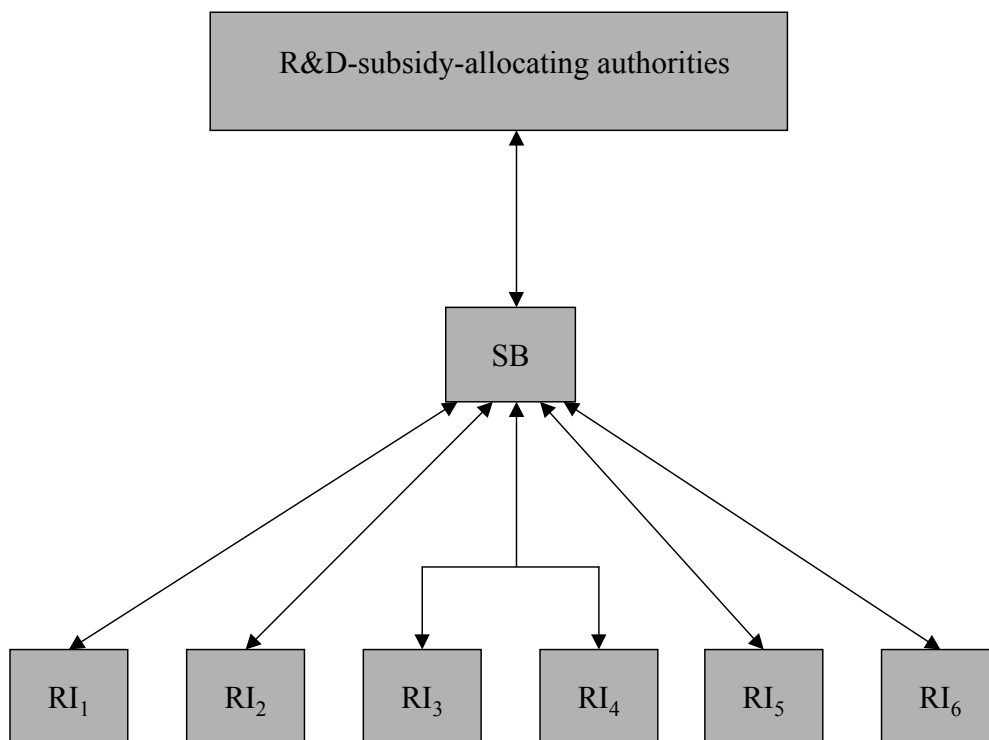 R&D-subsidy-allocating authorities
SB
RI₁ RI₂ RI₃ RI₄ RI₅ RI₆